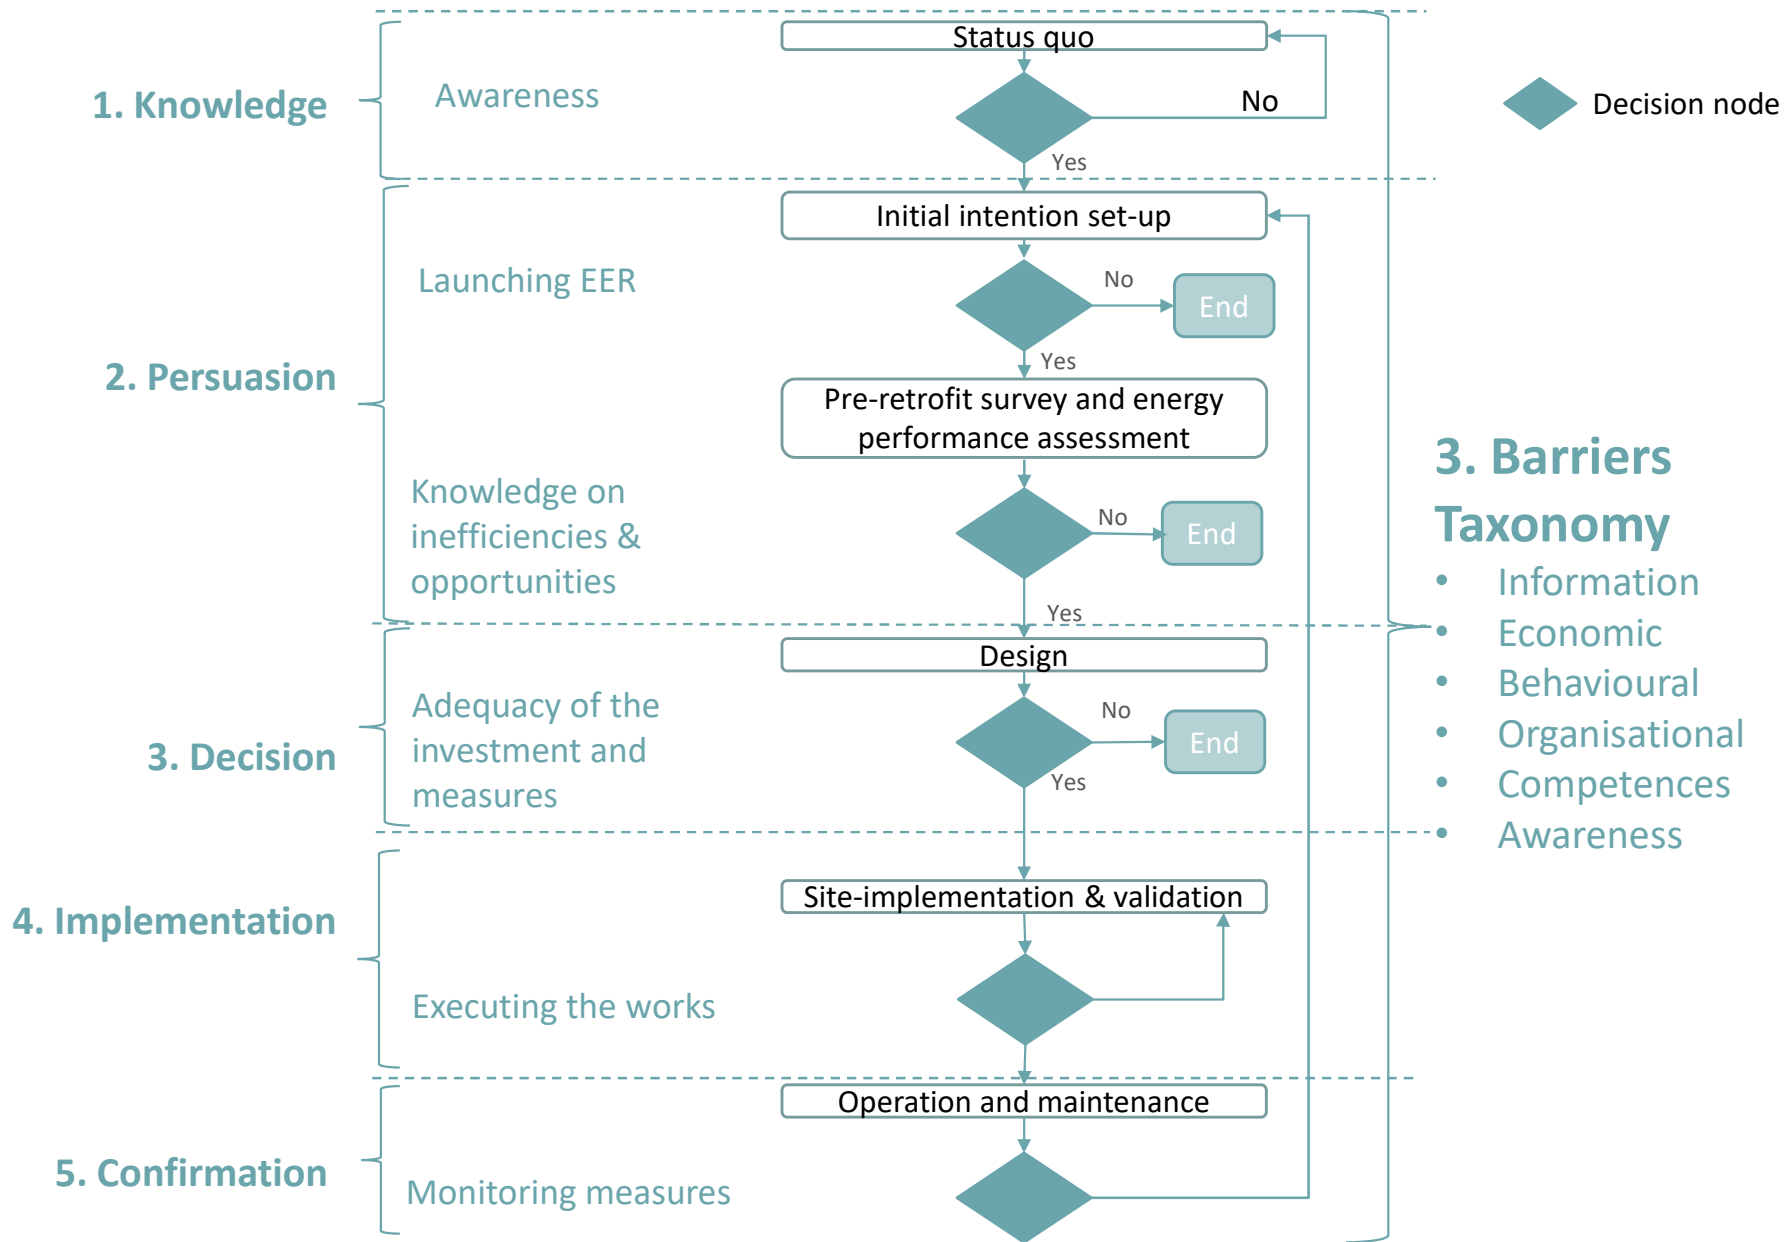 1. Knowledge
Awareness
Status quo
No
Yes
Decision node
2. Persuasion
Launching EER
Initial intention set-up
No
End
Yes
Pre-retrofit survey and energy
performance assessment
Knowledge on
inefficiencies &
opportunities
No
End
Yes
3. Decision
Adequacy of the
investment and
measures
Design
No
End
Yes
4. Implementation
Executing the works
Site-implementation & validation
5. Confirmation
Monitoring measures
Operation and maintenance
3. Barriers
Taxonomy
• Information
• Economic
• Behavioural
• Organisational
• Competences
• Awareness